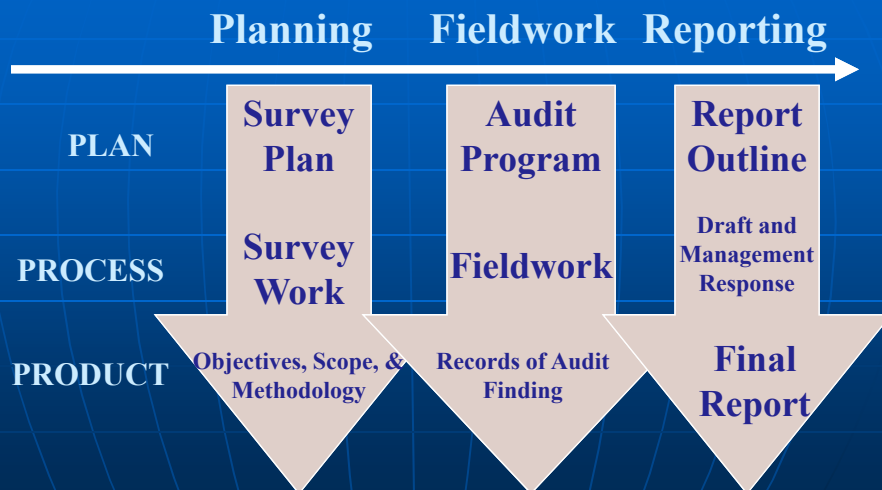 Planning Fieldwork Reporting
PLAN
Survey
Plan
Audit
Program
Report
Outline
PROCESS
Survey
Work
Fieldwork
Draft and
Management
Response
PRODUCT
Objectives, Scope, &
Methodology
Records of Audit
Finding
Final
Report